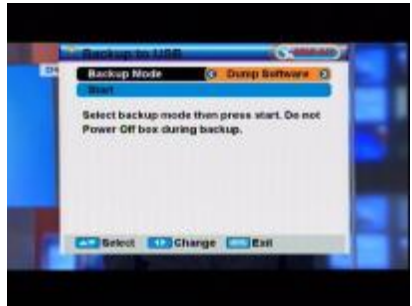 Backup to USB
Backup Mode Dump Software
Start
Select backup mode then press start. Do not
Power Off box during backup.
Select Change Exit